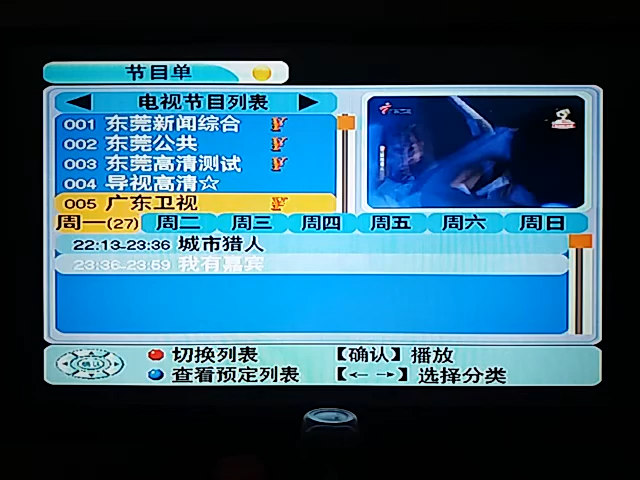 节目单
电视节目列表
001 东莞新闻综合
002 东莞公共
003 东莞高清测试
004 导视高清☆
005 广东卫视
周一(27) 周二 周三 周四 周五 周六 周日
22:13-23:36 城市猎人
23:36-23:59 我有嘉宾
切换列表 【确认】播放
查看预定列表 【←→】选择分类